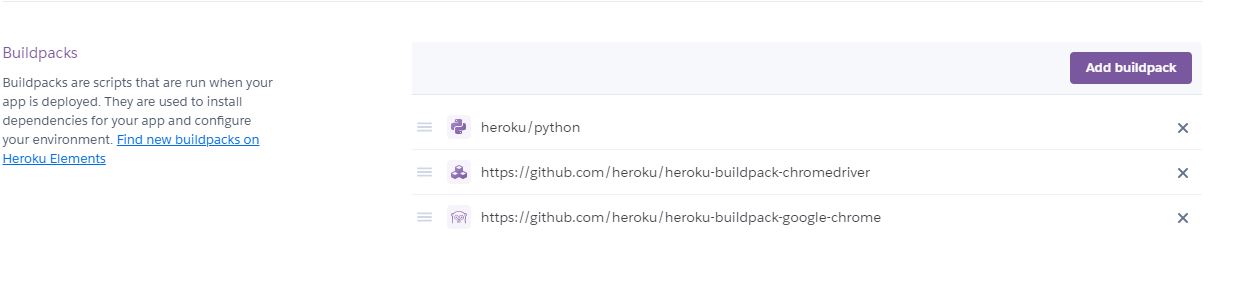 Buildpacks
Buildpacks are scripts that are run when your
app is deployed. They are used to install
dependencies for your app and configure
your environment. Find new buildpacks on
Heroku Elements
Add buildpack
heroku/python
https://github.com/heroku/heroku-buildpack-chromedriver
https://github.com/heroku/heroku-buildpack-google-chrome